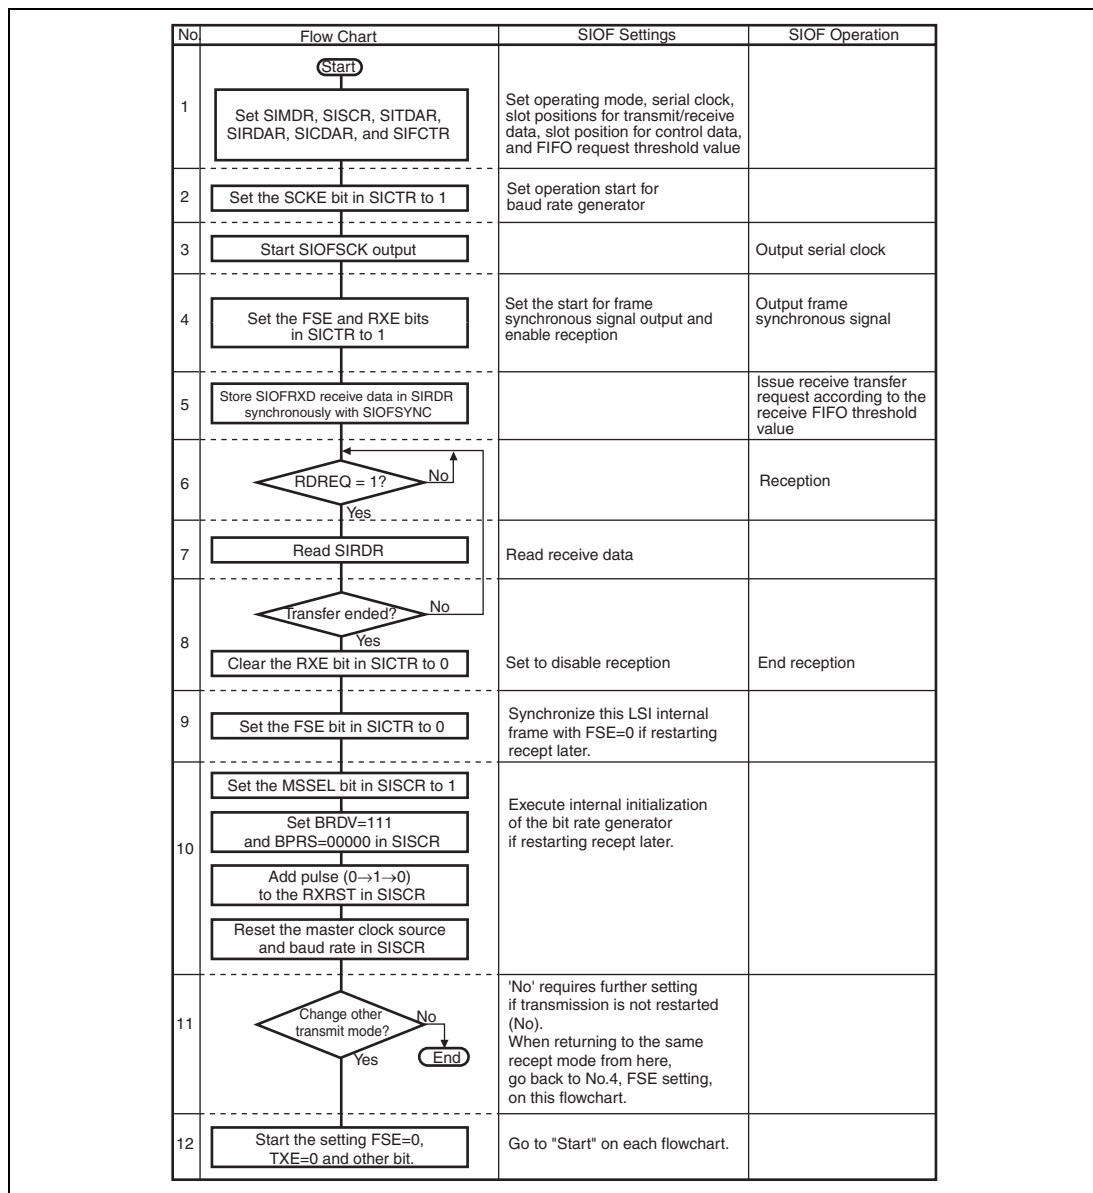 No.
Flow Chart
SIOF Settings
SIOF Operation
Start
1
Set SIMDR, SISCR, SITDAR,
SIRDAR, SICDAR, and SIFCTR
Set operating mode, serial clock,
slot positions for transmit/receive
data, slot position for control data,
and FIFO request threshold value
2
Set the SCKE bit in SICTR to 1
Set operation start for
baud rate generator
3
Start SIOFSCK output
Output serial clock
4
Set the FSE and RXE bits
in SICTR to 1
Set the start for frame
synchronous signal output and
enable reception
Output frame
synchronous signal
5
Store SIOFRXD receive data in SIRDR
synchronously with SIOFSYNC
Issue receive transfer
request according to the
receive FIFO threshold
value
6
RDREQ = 1?
No
Yes
Reception
7
Read SIRDR
Read receive data
8
Transfer ended?
No
Yes
Clear the RXE bit in SICTR to 0
Set to disable reception
End reception
9
Set the FSE bit in SICTR to 0
Synchronize this LSI internal
frame with FSE=0 if restarting
recept later.
10
Set the MSSEL bit in SISCR to 1
Set BRDV=111
and BPRS=00000 in SISCR
Add pulse (0→1→0)
to the RXRST in SISCR
Reset the master clock source
and baud rate in SISCR
Execute internal initialization
of the bit rate generator
if restarting recept later.
11
Change other
transmit mode?
No
Yes
End
'No' requires further setting
if transmission is not restarted
(No).
When returning to the same
recept mode from here,
go back to No.4, FSE setting,
on this flowchart.
12
Start the setting FSE=0,
TXE=0 and other bit.
Go to "Start" on each flowchart.